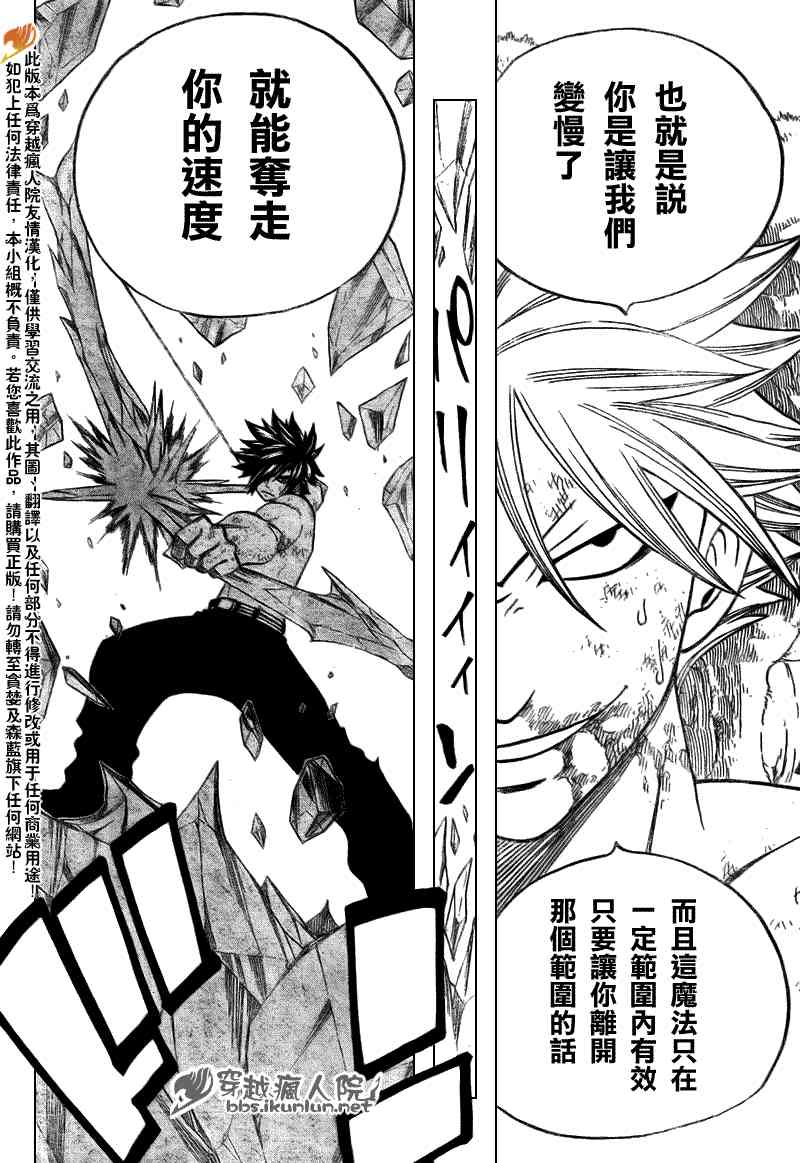 也就是説
你是讓我們
變慢了
而且這魔法只在
一定範圍內有效
只要讓你離開
那個範圍的話
パリィィィン
就能奪走
你的速度
此版本爲穿越瘋人院友情漢化，僅供學習交流之用，其圖、翻譯以及任何部分不得進行修改或用于任何商業用途！
如犯上任何法律責任，本小組概不負責。若您喜歡此作品，請購買正版！請勿轉至貪婪及森藍旗下任何網站！
穿越瘋人院
bbs.ikunlun.net